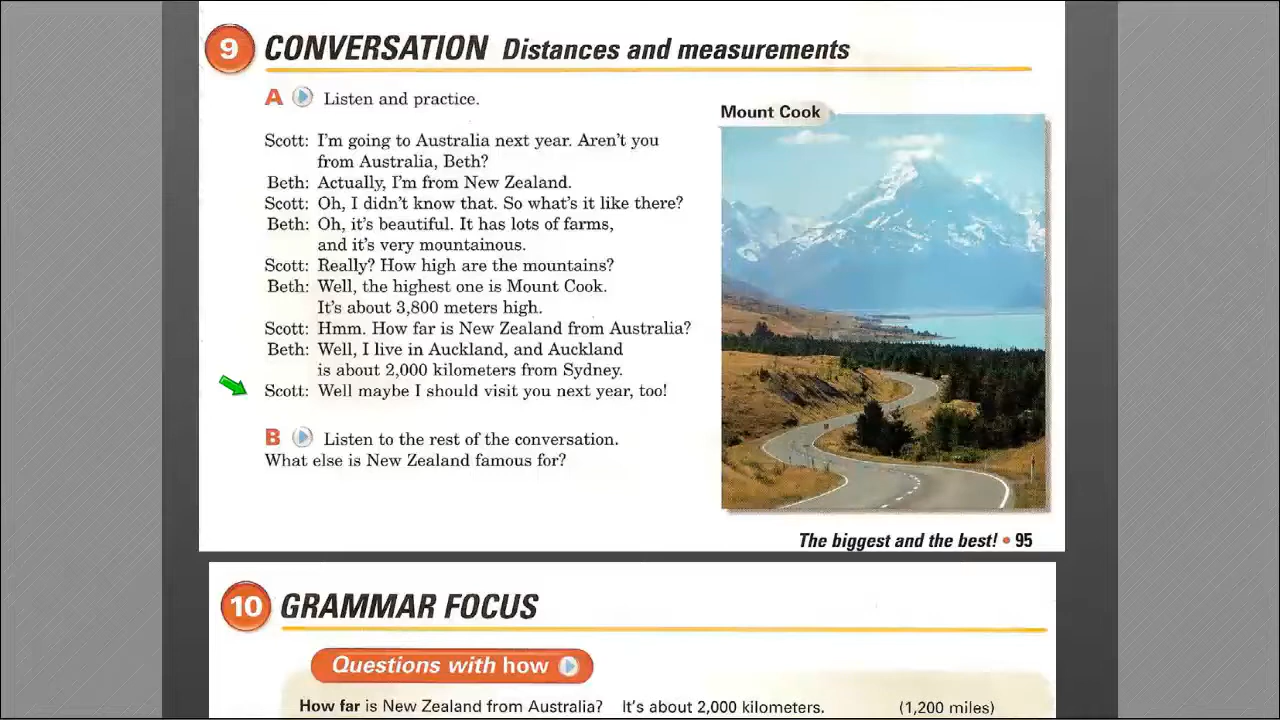 9 CONVERSATION Distances and measurements
A Listen and practice.
Scott: I'm going to Australia next year. Aren't you
from Australia, Beth?
Beth: Actually, I'm from New Zealand.
Scott: Oh, I didn't know that. So what's it like there?
Beth: Oh, it's beautiful. It has lots of farms,
and it's very mountainous.
Scott: Really? How high are the mountains?
Beth: Well, the highest one is Mount Cook.
It's about 3,800 meters high.
Scott: Hmm. How far is New Zealand from Australia?
Beth: Well, I live in Auckland, and Auckland
is about 2,000 kilometers from Sydney.
Scott: Well maybe I should visit you next year, too!
B Listen to the rest of the conversation.
What else is New Zealand famous for?
Mount Cook
The biggest and the best! • 95
10 GRAMMAR FOCUS
Questions with how
How far is New Zealand from Australia? It's about 2,000 kilometers. (1,200 miles)